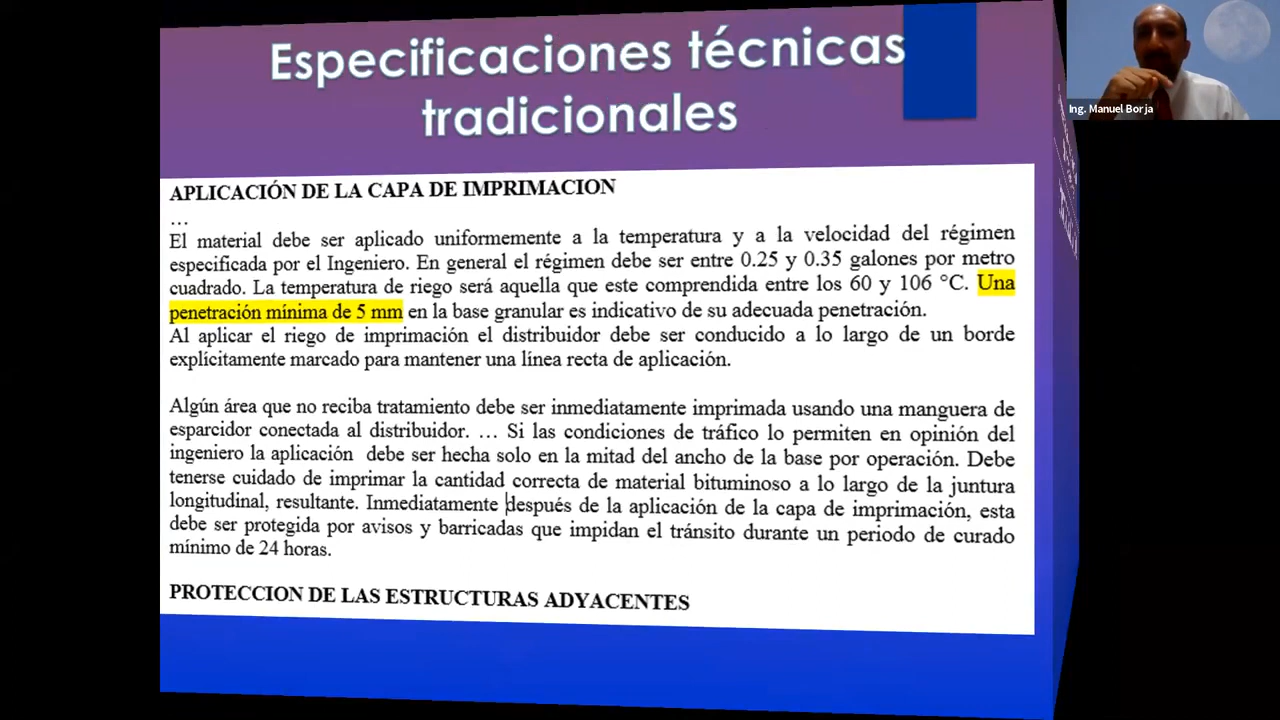 Especificaciones técnicas
tradicionales
Ing. Manuel Borja
APLICACIÓN DE LA CAPA DE IMPRIMACION
…
El material debe ser aplicado uniformemente a la temperatura y a la velocidad del régimen
especificada por el Ingeniero. En general el régimen debe ser entre 0.25 y 0.35 galones por metro
cuadrado. La temperatura de riego será aquella que este comprendida entre los 60 y 106 °C. Una
penetración mínima de 5 mm en la base granular es indicativo de su adecuada penetración.
Al aplicar el riego de imprimación el distribuidor debe ser conducido a lo largo de un borde
explícitamente marcado para mantener una línea recta de aplicación.
Algún área que no reciba tratamiento debe ser inmediatamente imprimada usando una manguera de
esparcidor conectada al distribuidor. … Si las condiciones de tráfico lo permiten en opinión del
ingeniero la aplicación debe ser hecha solo en la mitad del ancho de la base por operación. Debe
tenerse cuidado de imprimar la cantidad correcta de material bituminoso a lo largo de la juntura
longitudinal, resultante. Inmediatamente después de la aplicación de la capa de imprimación, esta
debe ser protegida por avisos y barricadas que impidan el tránsito durante un periodo de curado
mínimo de 24 horas.
PROTECCION DE LAS ESTRUCTURAS ADYACENTES